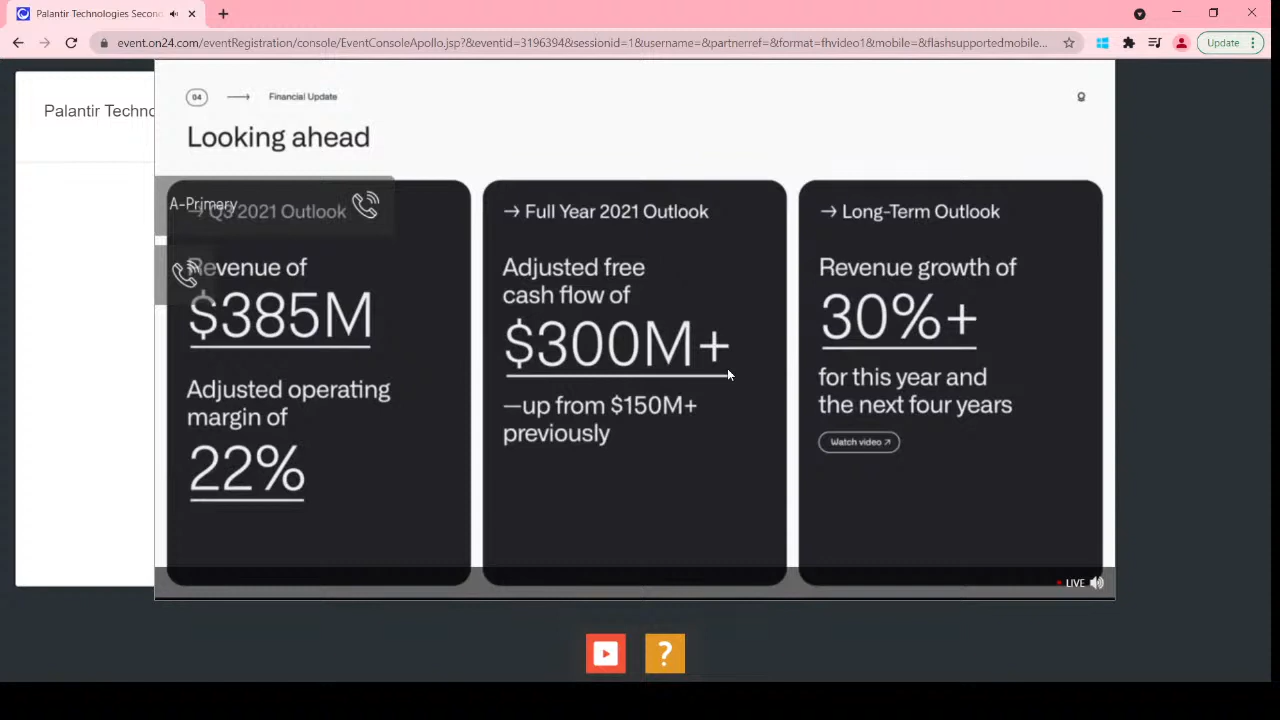 Palantir Technologies Secon
Update
event.on24.com/eventRegistration/console/EventConsoleApollo.jsp?&eventid=3196394&sessionid=1&username=&partnerref=&format=fhvideo1&mobile=&flashsupportedmobile...
Palantir Techno
04
Financial Update
Looking ahead
A-Primary
→ Q3 2021 Outlook
Revenue of
$385M
Adjusted operating
margin of
22%
→ Full Year 2021 Outlook
Adjusted free
cash flow of
$300M+
—up from $150M+
previously
→ Long-Term Outlook
Revenue growth of
30%+
for this year and
the next four years
Watch video ↗
LIVE
?